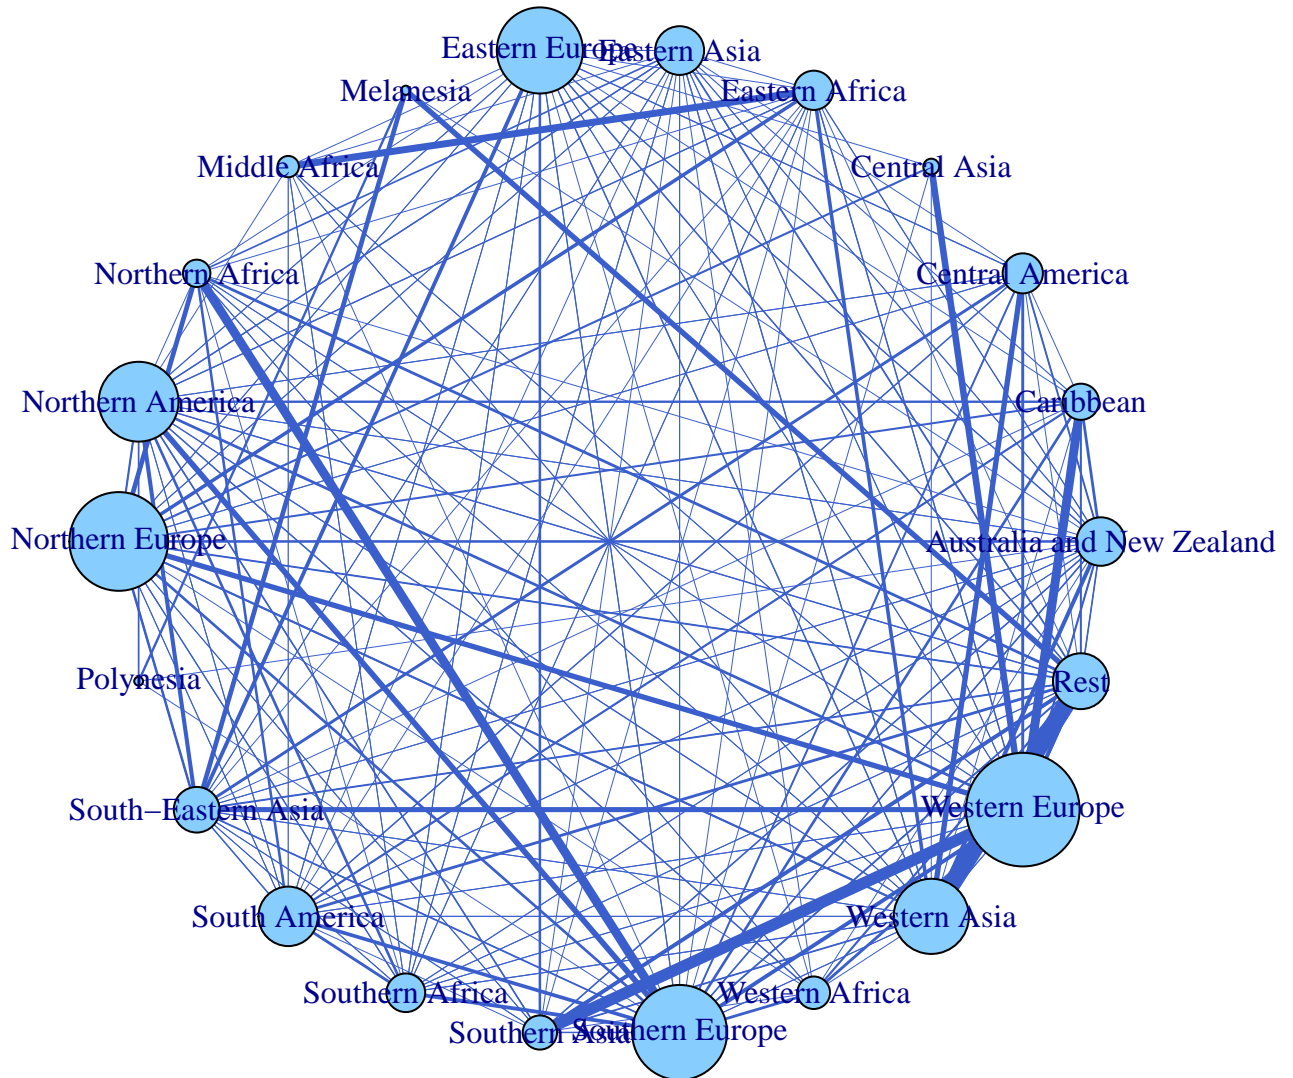 Eastern Europe
Eastern Asia
Melanesia
Eastern Africa
Middle Africa
Central Asia
Northern Africa
Central America
Northern America
Caribbean
Northern Europe
Australia and New Zealand
Polynesia
Rest
South−Eastern Asia
Western Europe
South America
Western Asia
Southern Africa
Western Africa
Southern Asia
Southern Europe